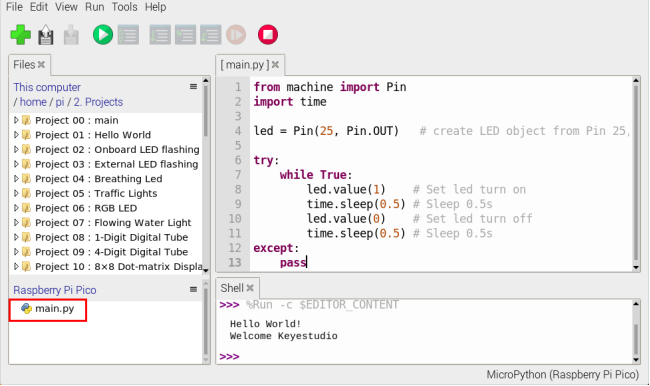 File Edit View Run Tools Help
Files
This computer
/ home / pi / 2. Projects
Project 00 : main
Project 01 : Hello World
Project 02 : Onboard LED flashing
Project 03 : External LED flashing
Project 04 : Breathing Led
Project 05 : Traffic Lights
Project 06 : RGB LED
Project 07 : Flowing Water Light
Project 08 : 1-Digit Digital Tube
Project 09 : 4-Digit Digital Tube
Project 10 : 8×8 Dot-matrix Displa
Raspberry Pi Pico
main.py
[ main.py ]
1 from machine import Pin
2 import time
3
4 led = Pin(25, Pin.OUT) # create LED object from Pin 25,
5
6 try:
7 while True:
8 led.value(1) # Set led turn on
9 time.sleep(0.5) # Sleep 0.5s
10 led.value(0) # Set led turn off
11 time.sleep(0.5) # Sleep 0.5s
12 except:
13 pass
Shell
>>> %Run -c $EDITOR_CONTENT
Hello World!
Welcome Keyestudio
>>>
MicroPython (Raspberry Pi Pico)